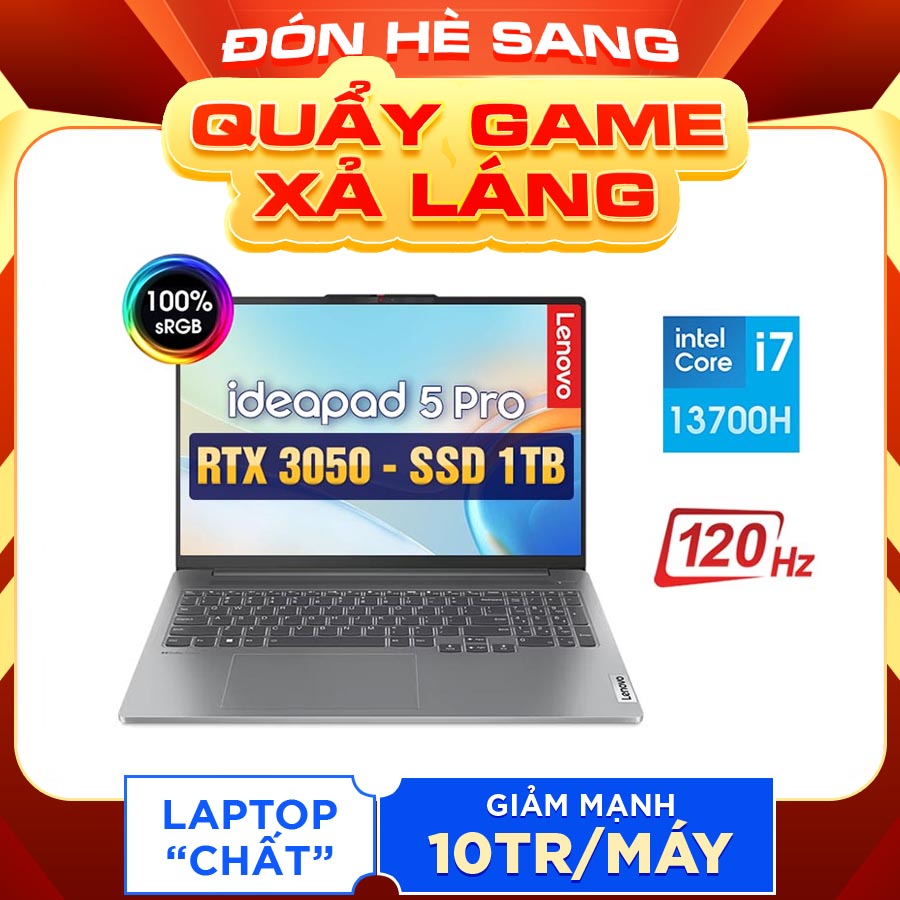 ĐÓN HÈ SANG
QUẨY GAME
XẢ LÁNG
100%
sRGB
Lenovo
ideapad 5 Pro
RTX 3050 - SSD 1TB
intel
Core i7
13700H
120Hz
Lenovo
LAPTOP
“CHẤT”
GIẢM MẠNH
10TR/MÁY